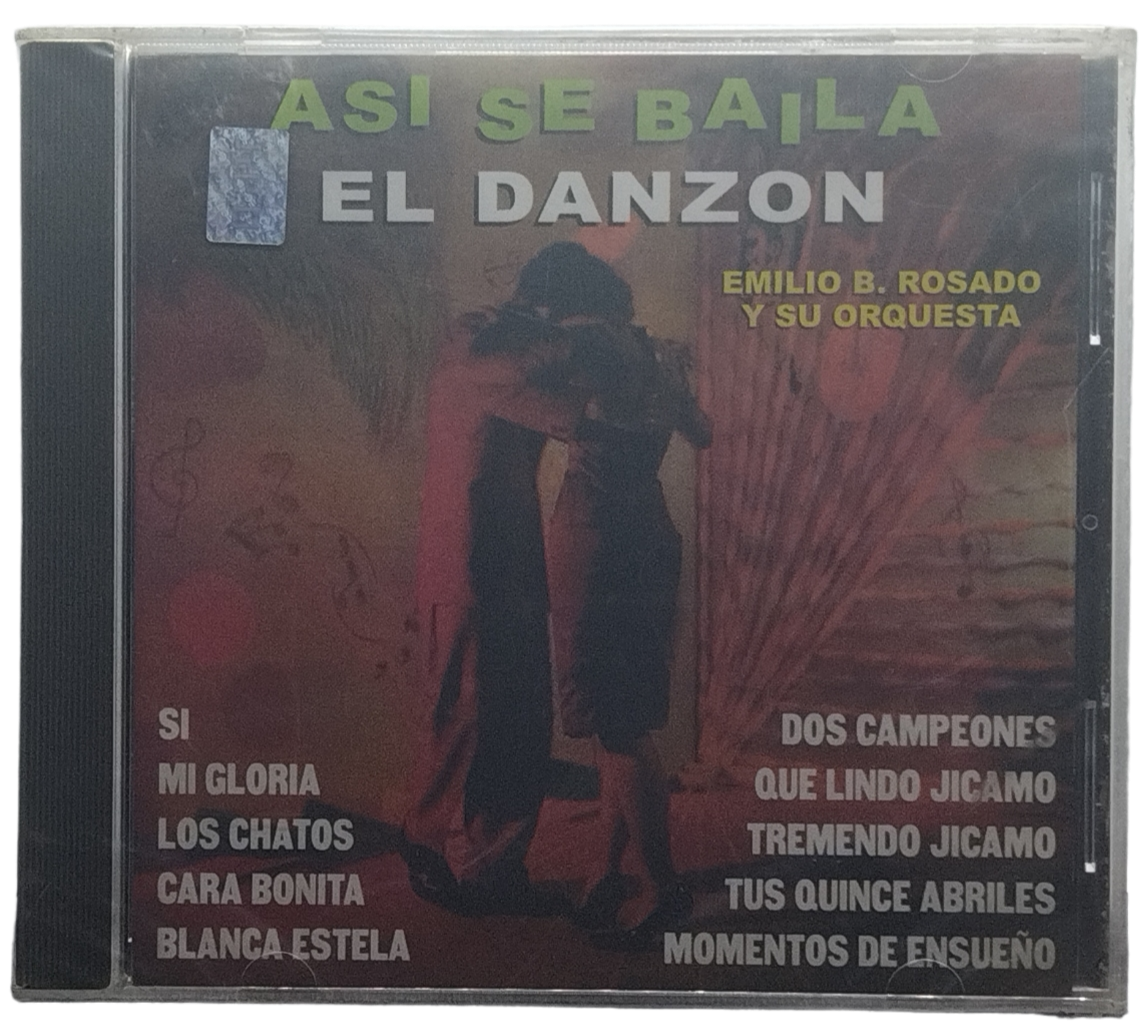 ASI SE BAILA
EL DANZON
EMILIO B. ROSADO
Y SU ORQUESTA
SI
MI GLORIA
LOS CHATOS
CARA BONITA
BLANCA ESTELA
DOS CAMPEONES
QUE LINDO JICAMO
TREMENDO JICAMO
TUS QUINCE ABRILES
MOMENTOS DE ENSUEÑO